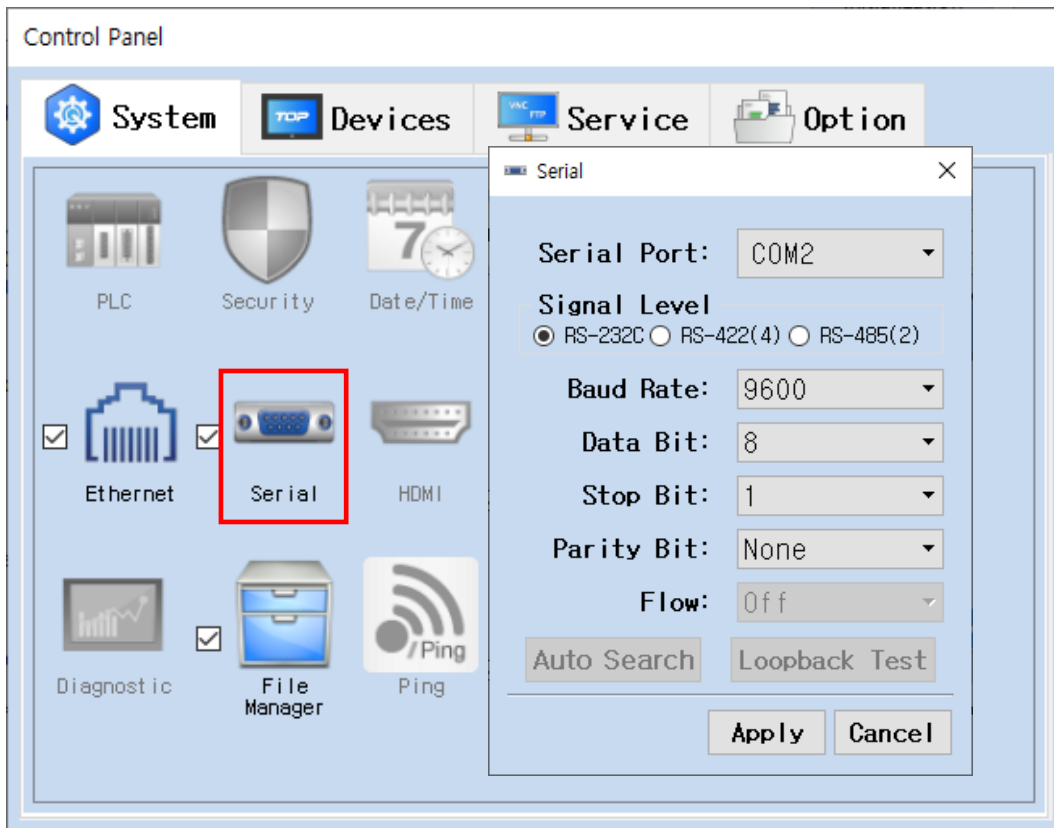 Control Panel
System
TOP
Devices
VNC
FTP
Service
Option
Serial
7
PLC
Security
Date/Time
Serial Port:
COM2
Signal Level
RS-232C
RS-422(4)
RS-485(2)
Baud Rate:
9600
Data Bit:
8
Ethernet
Serial
HDMI
Stop Bit:
1
Parity Bit:
None
Flow:
Off
/Ping
Auto Search
Loopback Test
Diagnostic
File
Manager
Ping
Apply
Cancel